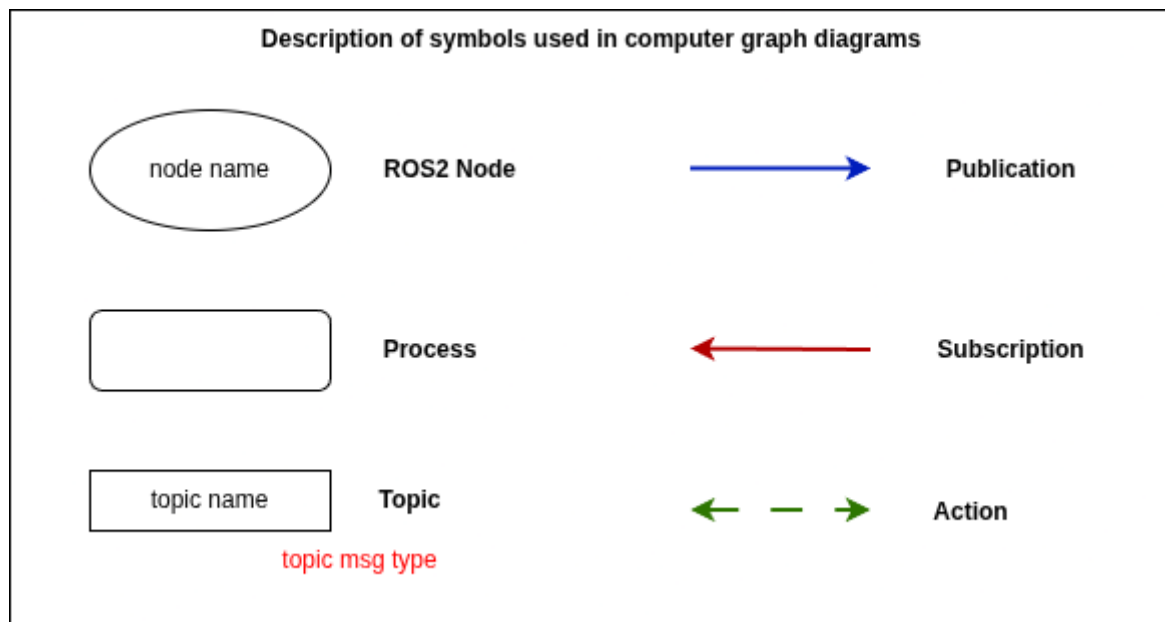 Description of symbols used in computer graph diagrams
node name
ROS2 Node
Publication
Process
Subscription
topic name
Topic
Action
topic msg type